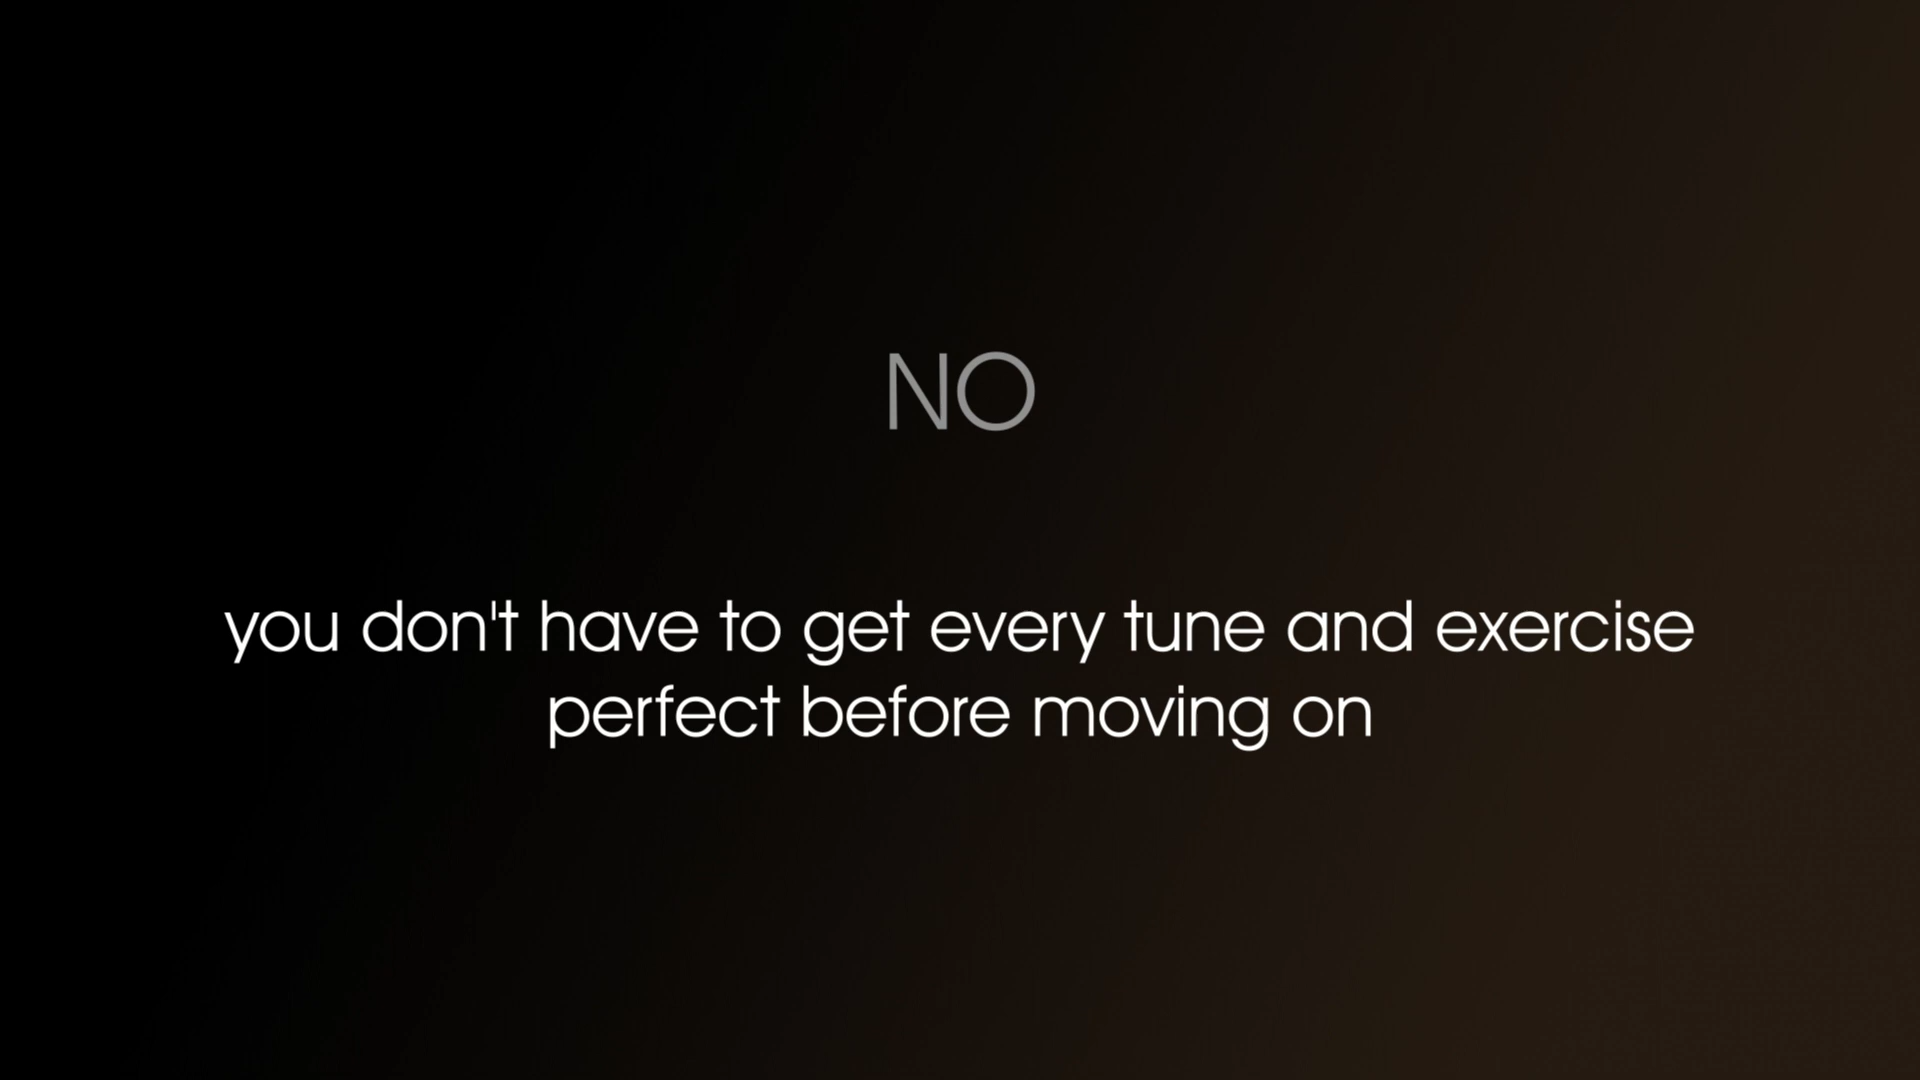 NO
you don't have to get every tune and exercise
perfect before moving on